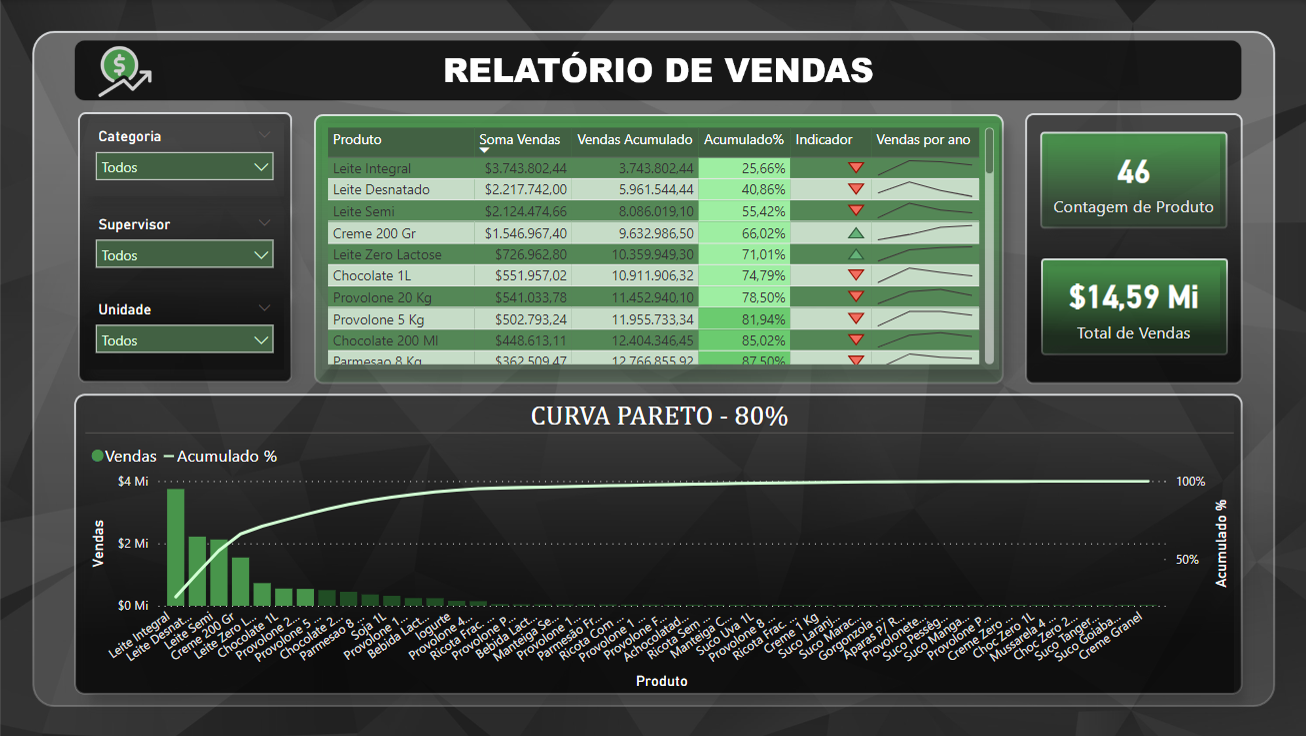 RELATÓRIO DE VENDAS
Categoria
Todos
Supervisor
Todos
Unidade
Todos
Produto Soma Vendas Vendas Acumulado Acumulado% Indicador Vendas por ano
Leite Integral $3.743.802,44 3.743.802,44 25,66%
Leite Desnatado $2.217.742,00 5.961.544,44 40,86%
Leite Semi $2.124.474,66 8.086.019,10 55,42%
Creme 200 Gr $1.546.967,40 9.632.986,50 66,02%
Leite Zero Lactose $726.962,80 10.359.949,30 71,01%
Chocolate 1L $551.957,02 10.911.906,32 74,79%
Provolone 20 Kg $541.033,78 11.452.940,10 78,50%
Provolone 5 Kg $502.793,24 11.955.733,34 81,94%
Chocolate 200 Ml $448.613,11 12.404.346,45 85,02%
Parmesao 8 Kg $362.509,47 12.766.855,92 87,50%
46
Contagem de Produto
$14,59 Mi
Total de Vendas
CURVA PARETO - 80%
Vendas Acumulado %
$4 Mi
$2 Mi
$0 Mi
Vendas
100%
50%
Acumulado %
Leite Integral
Leite Desnat...
Leite Semi
Creme 200 Gr
Leite Zero L...
Chocolate 1L
Provolone 2...
Provolone 5 ...
Chocolate 2...
Parmesao 8 ...
Soja 1L
Provolone 1...
Bebida Lact...
Iogurte
Provolone 4...
Ricota Frac...
Provolone P...
Bebida Lact...
Manteiga Se...
Provolone 1...
Parmesão Fr...
Ricota Com ...
Provolone 1 ...
Provolone F...
Achocolatad...
Ricota Sem ...
Manteiga C...
Suco Uva 1L
Provolone 8 ...
Ricota Frac...
Creme 1 Kg
Suco Laranj...
Suco Marac...
Gorgonzola ...
Aparas P/ R...
Provolonete...
Suco Pesseg...
Suco Manga...
Provolone P...
Creme Zero ...
Choc Zero 1L
Mussarela 4 ...
Choc Zero 2...
Suco Tanger...
Suco Goiaba...
Creme Granel
Produto